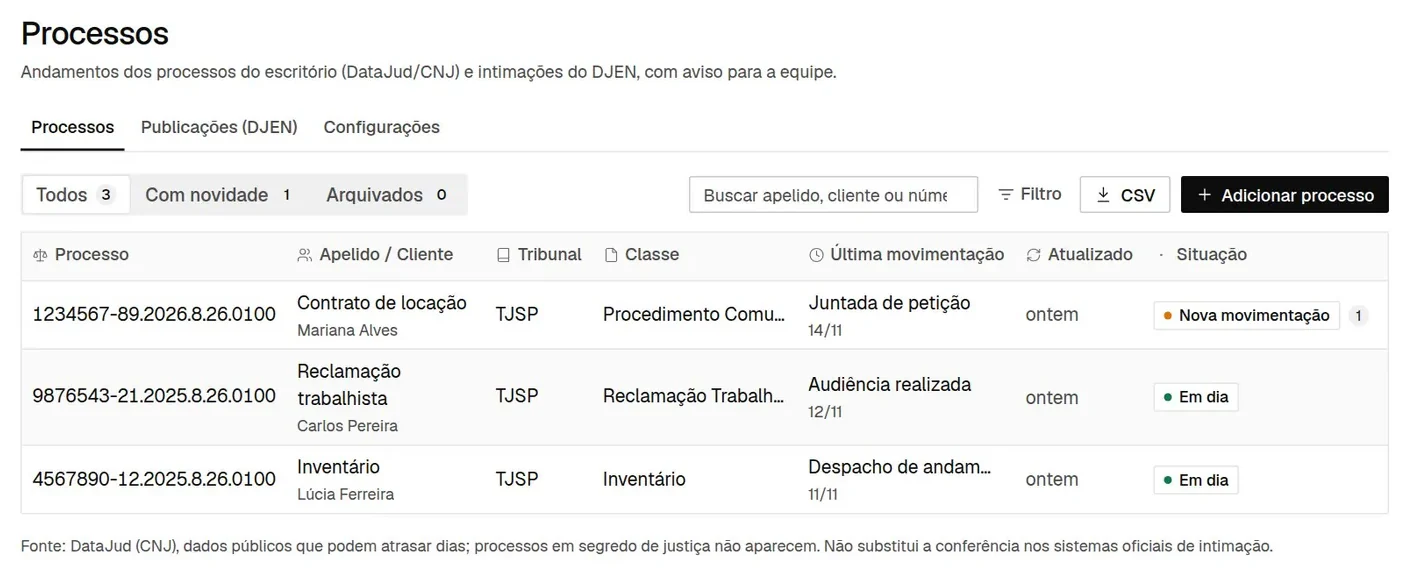 Processos
Andamentos dos processos do escritório (DataJud/CNJ) e intimações do DJEN, com aviso para a equipe.
Processos Publicações (DJEN) Configurações
Todos 3 Com novidade 1 Arquivados 0 Buscar apelido, cliente ou núme Filtro CSV + Adicionar processo
Processo Apelido / Cliente Tribunal Classe Última movimentação Atualizado · Situação
1234567-89.2026.8.26.0100 Contrato de locação TJSP Procedimento Comu... Juntada de petição ontem Nova movimentação 1
Mariana Alves 14/11
9876543-21.2025.8.26.0100 Reclamação trabalhista TJSP Reclamação Trabalh... Audiência realizada ontem Em dia
Carlos Pereira 12/11
4567890-12.2025.8.26.0100 Inventário TJSP Inventário Despacho de andam... ontem Em dia
Lúcia Ferreira 11/11
Fonte: DataJud (CNJ), dados públicos que podem atrasar dias; processos em segredo de justiça não aparecem. Não substitui a conferência nos sistemas oficiais de intimação.